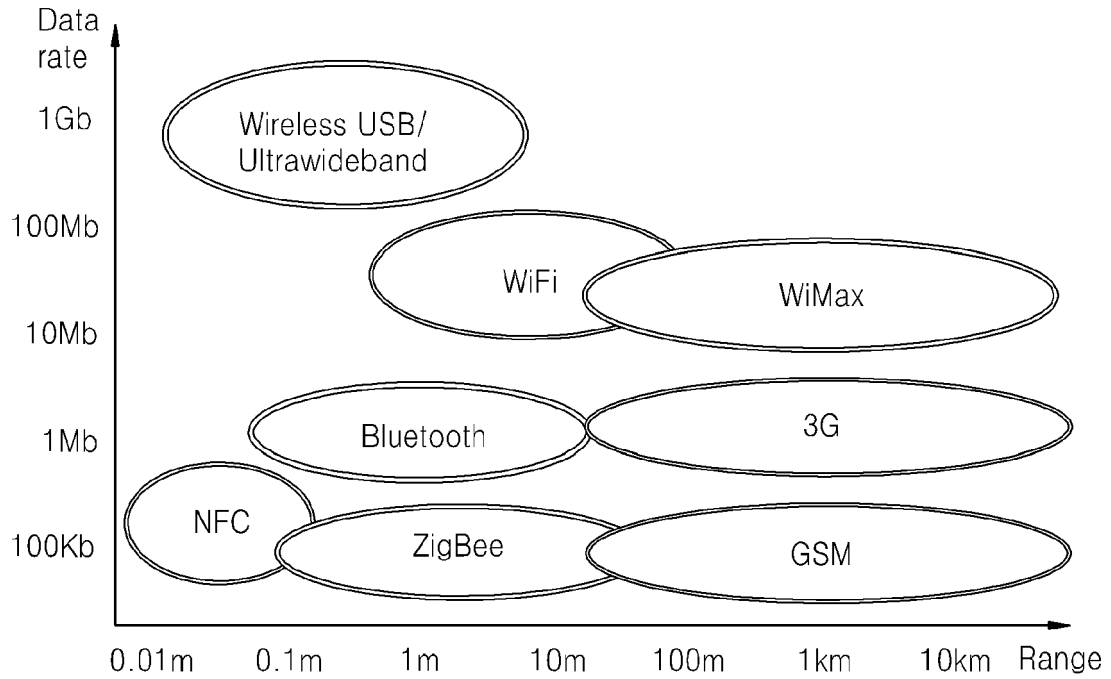 Data
rate
1Gb
Wireless USB/
Ultrawideband
100Mb
WiFi
WiMax
10Mb
3G
Bluetooth
1Mb
NFC
ZigBee
GSM
100Kb
0.01m 0.1m 1m 10m 100m 1km 10km Range